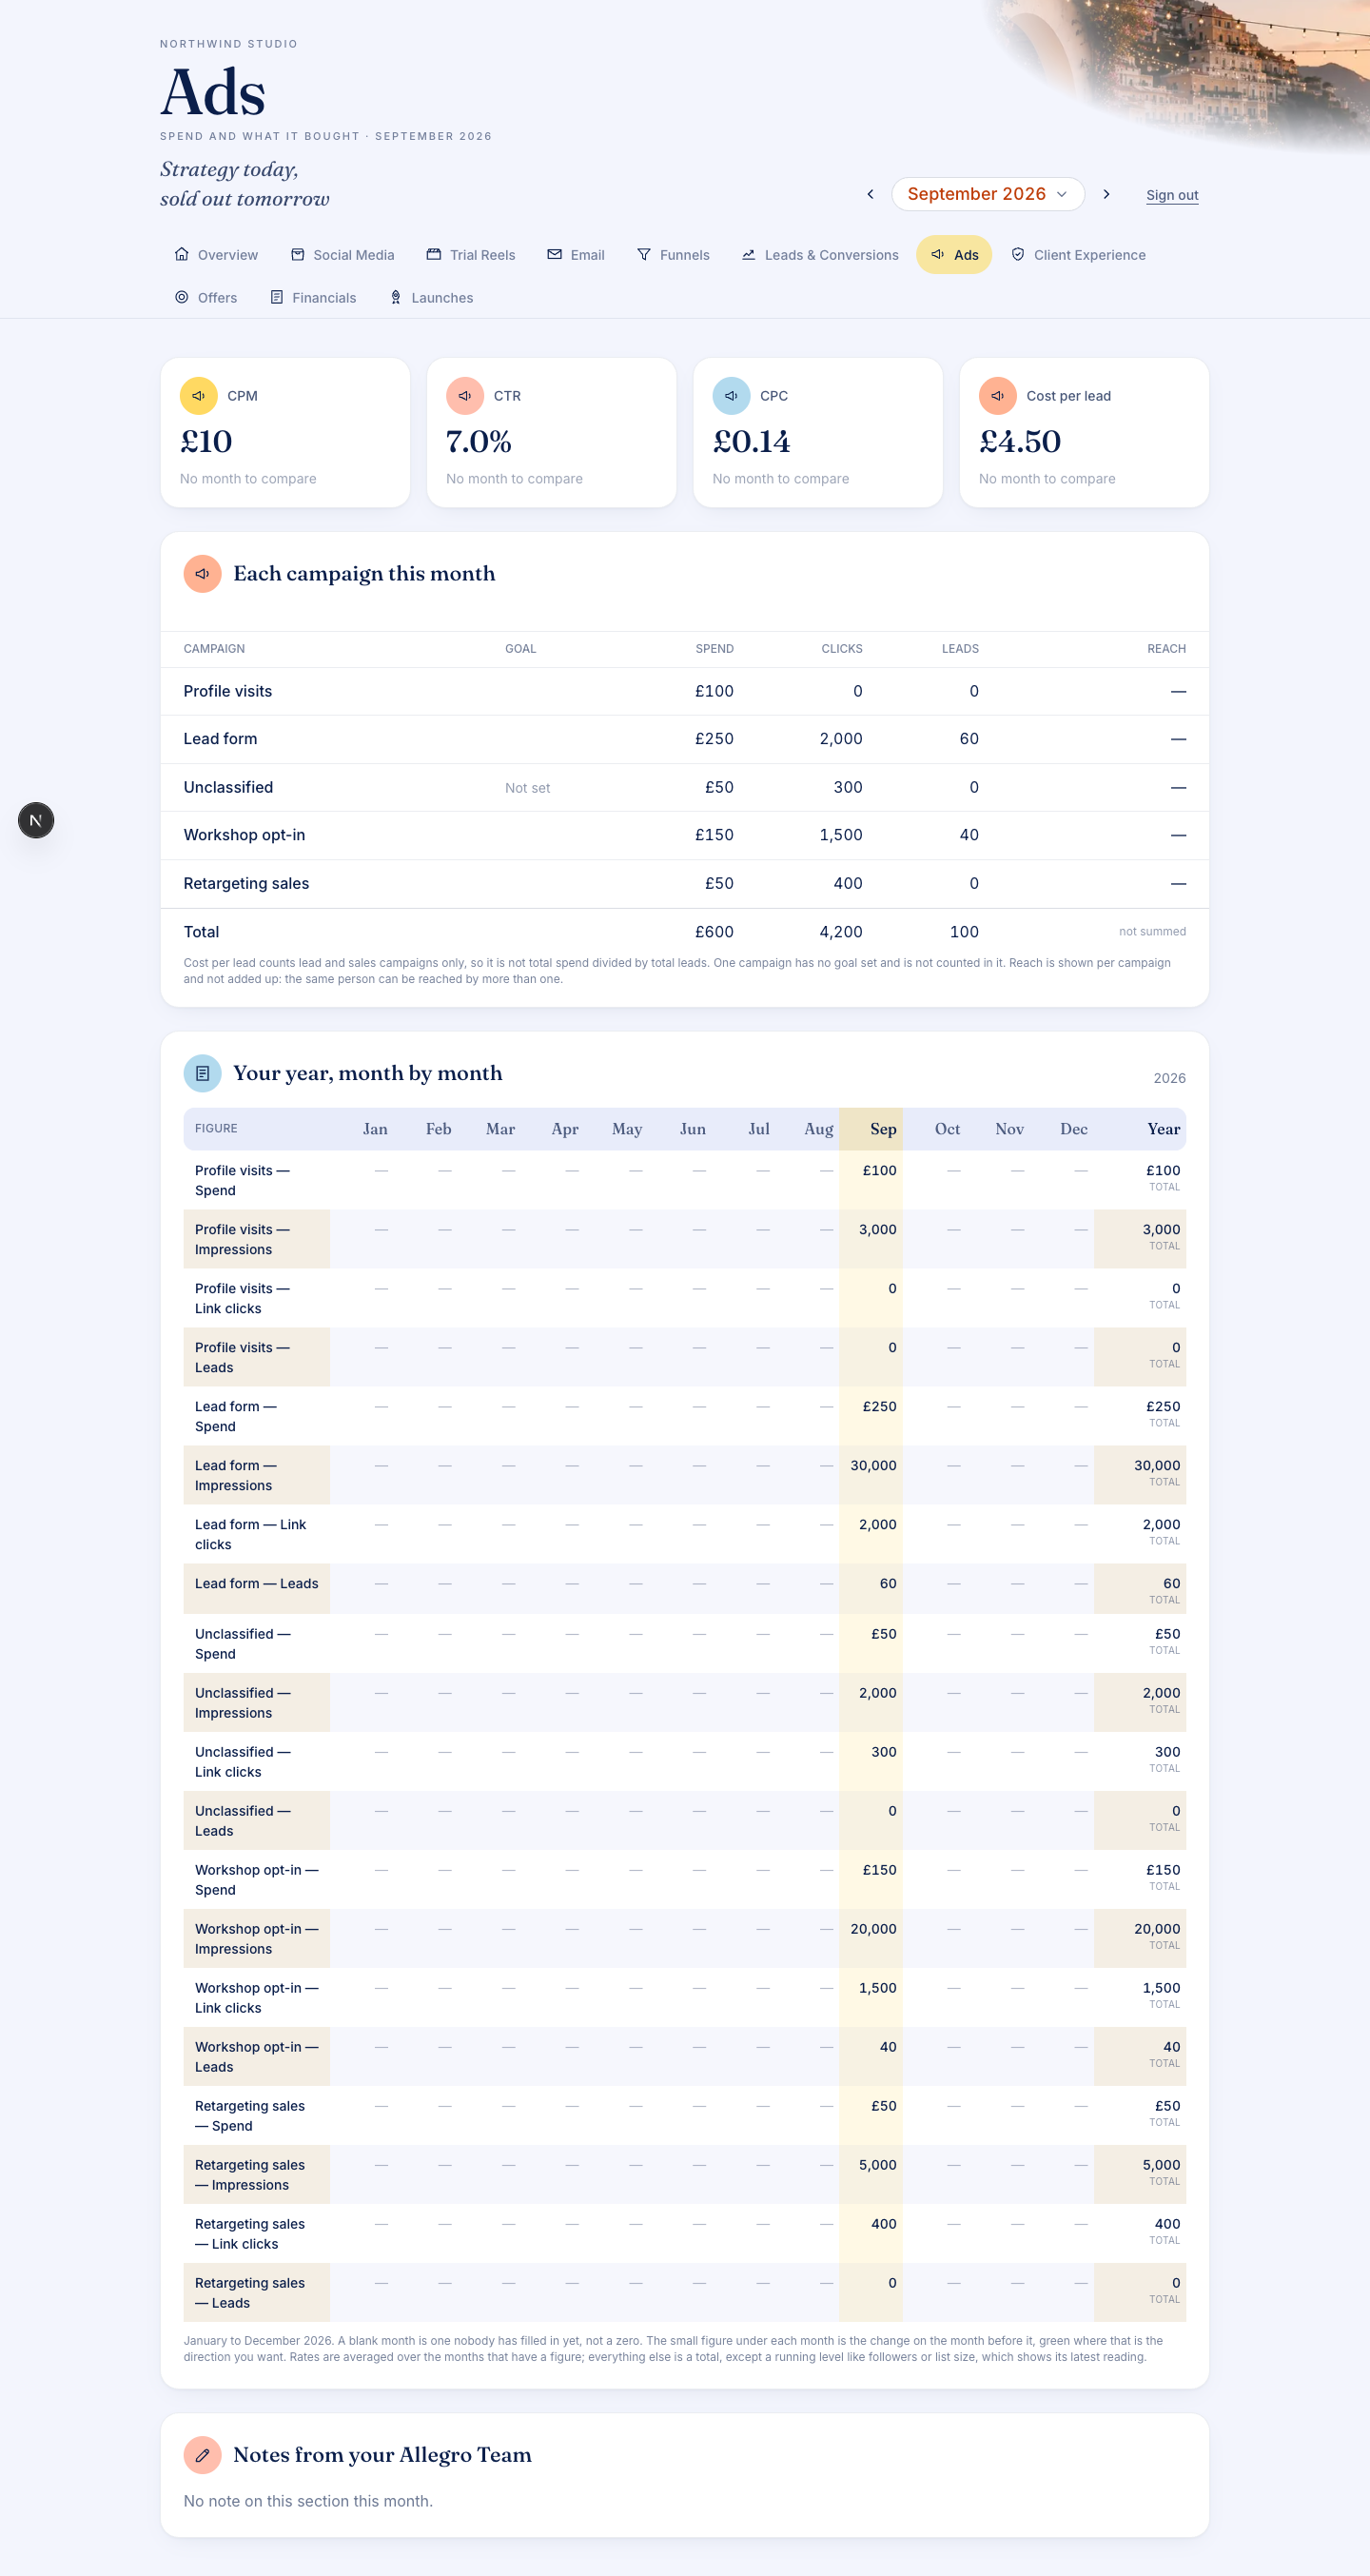 NORTHWIND STUDIO
Ads
SPEND AND WHAT IT BOUGHT · SEPTEMBER 2026
Strategy today,
sold out tomorrow
September 2026
Sign out
Overview Social Media Trial Reels Email Funnels Leads & Conversions Ads Client Experience
Offers Financials Launches
CPM CTR CPC Cost per lead
£10 7.0% £0.14 £4.50
No month to compare No month to compare No month to compare No month to compare
Each campaign this month
CAMPAIGN GOAL SPEND CLICKS LEADS REACH
Profile visits £100 0 0 —
Lead form £250 2,000 60 —
Unclassified Not set £50 300 0 —
N
Workshop opt-in £150 1,500 40 —
Retargeting sales £50 400 0 —
Total £600 4,200 100 not summed
Cost per lead counts lead and sales campaigns only, so it is not total spend divided by total leads. One campaign has no goal set and is not counted in it. Reach is shown per campaign
and not added up: the same person can be reached by more than one.
Your year, month by month 2026
FIGURE Jan Feb Mar Apr May Jun Jul Aug Sep Oct Nov Dec Year
Profile visits — — — — — — — — — £100 — — — £100
Spend TOTAL
Profile visits — — — — — — — — — 3,000 — — — 3,000
Impressions TOTAL
Profile visits — — — — — — — — — 0 — — — 0
Link clicks TOTAL
Profile visits — — — — — — — — — 0 — — — 0
Leads TOTAL
Lead form — — — — — — — — — £250 — — — £250
Spend TOTAL
Lead form — — — — — — — — — 30,000 — — — 30,000
Impressions TOTAL
Lead form — Link — — — — — — — — 2,000 — — — 2,000
clicks TOTAL
Lead form — Leads — — — — — — — — 60 — — — 60
TOTAL
Unclassified — — — — — — — — — £50 — — — £50
Spend TOTAL
Unclassified — — — — — — — — — 2,000 — — — 2,000
Impressions TOTAL
Unclassified — — — — — — — — — 300 — — — 300
Link clicks TOTAL
Unclassified — — — — — — — — — 0 — — — 0
Leads TOTAL
Workshop opt-in — — — — — — — — — £150 — — — £150
Spend TOTAL
Workshop opt-in — — — — — — — — — 20,000 — — — 20,000
Impressions TOTAL
Workshop opt-in — — — — — — — — — 1,500 — — — 1,500
Link clicks TOTAL
Workshop opt-in — — — — — — — — — 40 — — — 40
Leads TOTAL
Retargeting sales — — — — — — — — £50 — — — £50
— Spend TOTAL
Retargeting sales — — — — — — — — 5,000 — — — 5,000
— Impressions TOTAL
Retargeting sales — — — — — — — — 400 — — — 400
— Link clicks TOTAL
Retargeting sales — — — — — — — — 0 — — — 0
— Leads TOTAL
January to December 2026. A blank month is one nobody has filled in yet, not a zero. The small figure under each month is the change on the month before it, green where that is the
direction you want. Rates are averaged over the months that have a figure; everything else is a total, except a running level like followers or list size, which shows its latest reading.
Notes from your Allegro Team
No note on this section this month.